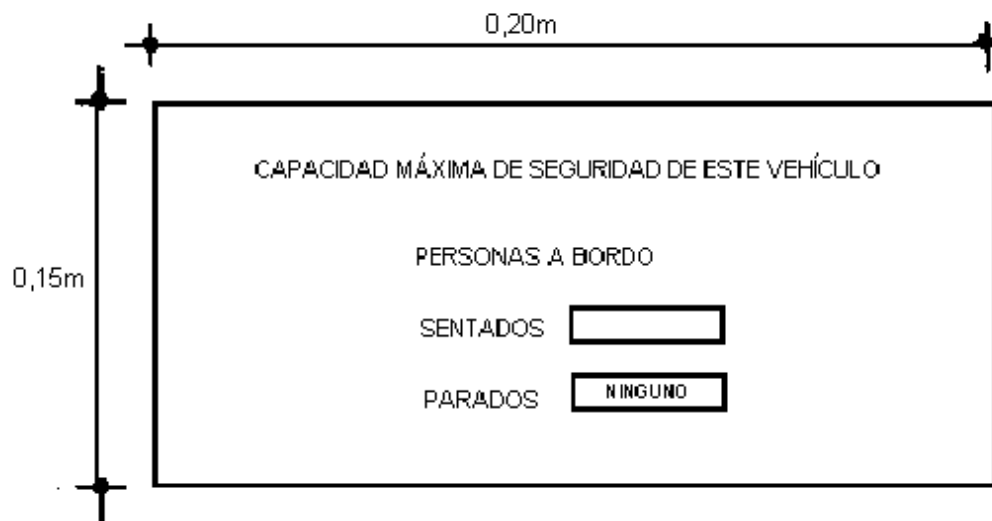 0,20m
CAPACIDAD MÁXIMA DE SEGURIDAD DE ESTE VEHÍCULO
PERSONAS A BORDO
0,15m
SENTADOS
PARADOS NINGUNO